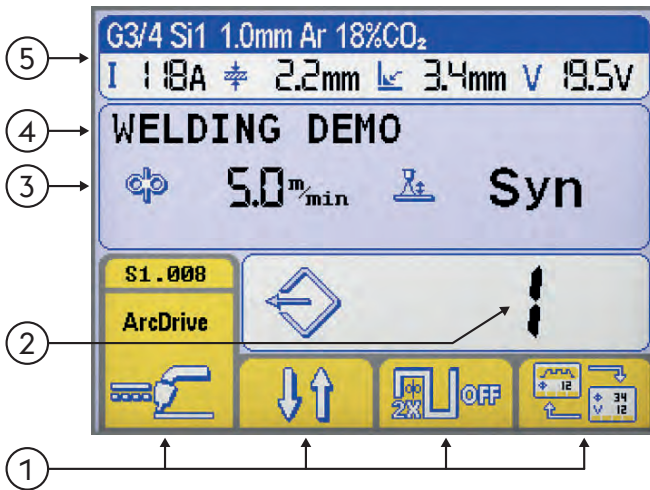 G3/4 Si1 1.0mm Ar 18%CO₂
5
I 118A 2.2mm 3.4mm V 19.5V
4
WELDING DEMO
3
5.0 m/min Syn
S1.008
1
ArcDrive
2
2X OFF
12
34
V 12
1